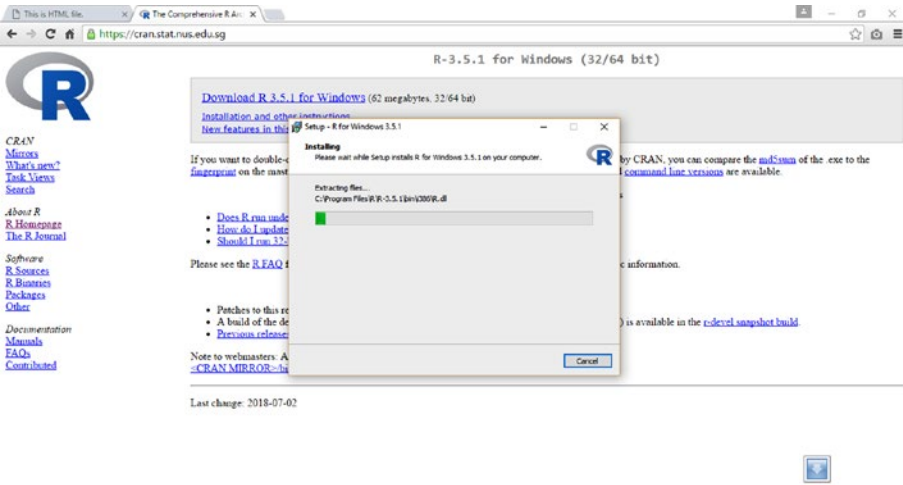 This is HTML file.
The Comprehensive R Arc
https://cran.stat.nus.edu.sg
R
CRAN
Mirrors
What's new?
Task Views
Search
About R
R Homepage
The R Journal
Software
R Sources
R Binaries
Packages
Other
Documentation
Manuals
FAQs
Contributed
R-3.5.1 for Windows (32/64 bit)
Download R 3.5.1 for Windows (62 megabytes, 32/64 bit)
Installation and other instructions
New features in this
If you want to double-c
by CRAN, you can compare the md5sum of the .exe to the
fingerprint on the mast
command line versions are available.
Does R run unde
How do I update
Should I run 32-
Please see the R FAQ f
c information.
Patches to this re
A build of the de
) is available in the r-devel snapshot build.
Previous release
Note to webmasters: A
<CRAN MIRROR>/bi
Last change: 2018-07-02
Setup - R for Windows 3.5.1
Installing
Please wait while Setup installs R for Windows 3.5.1 on your computer.
R
Extracting files...
C:\Program Files\R\R-3.5.1\bin\i386\R.dll
Cancel